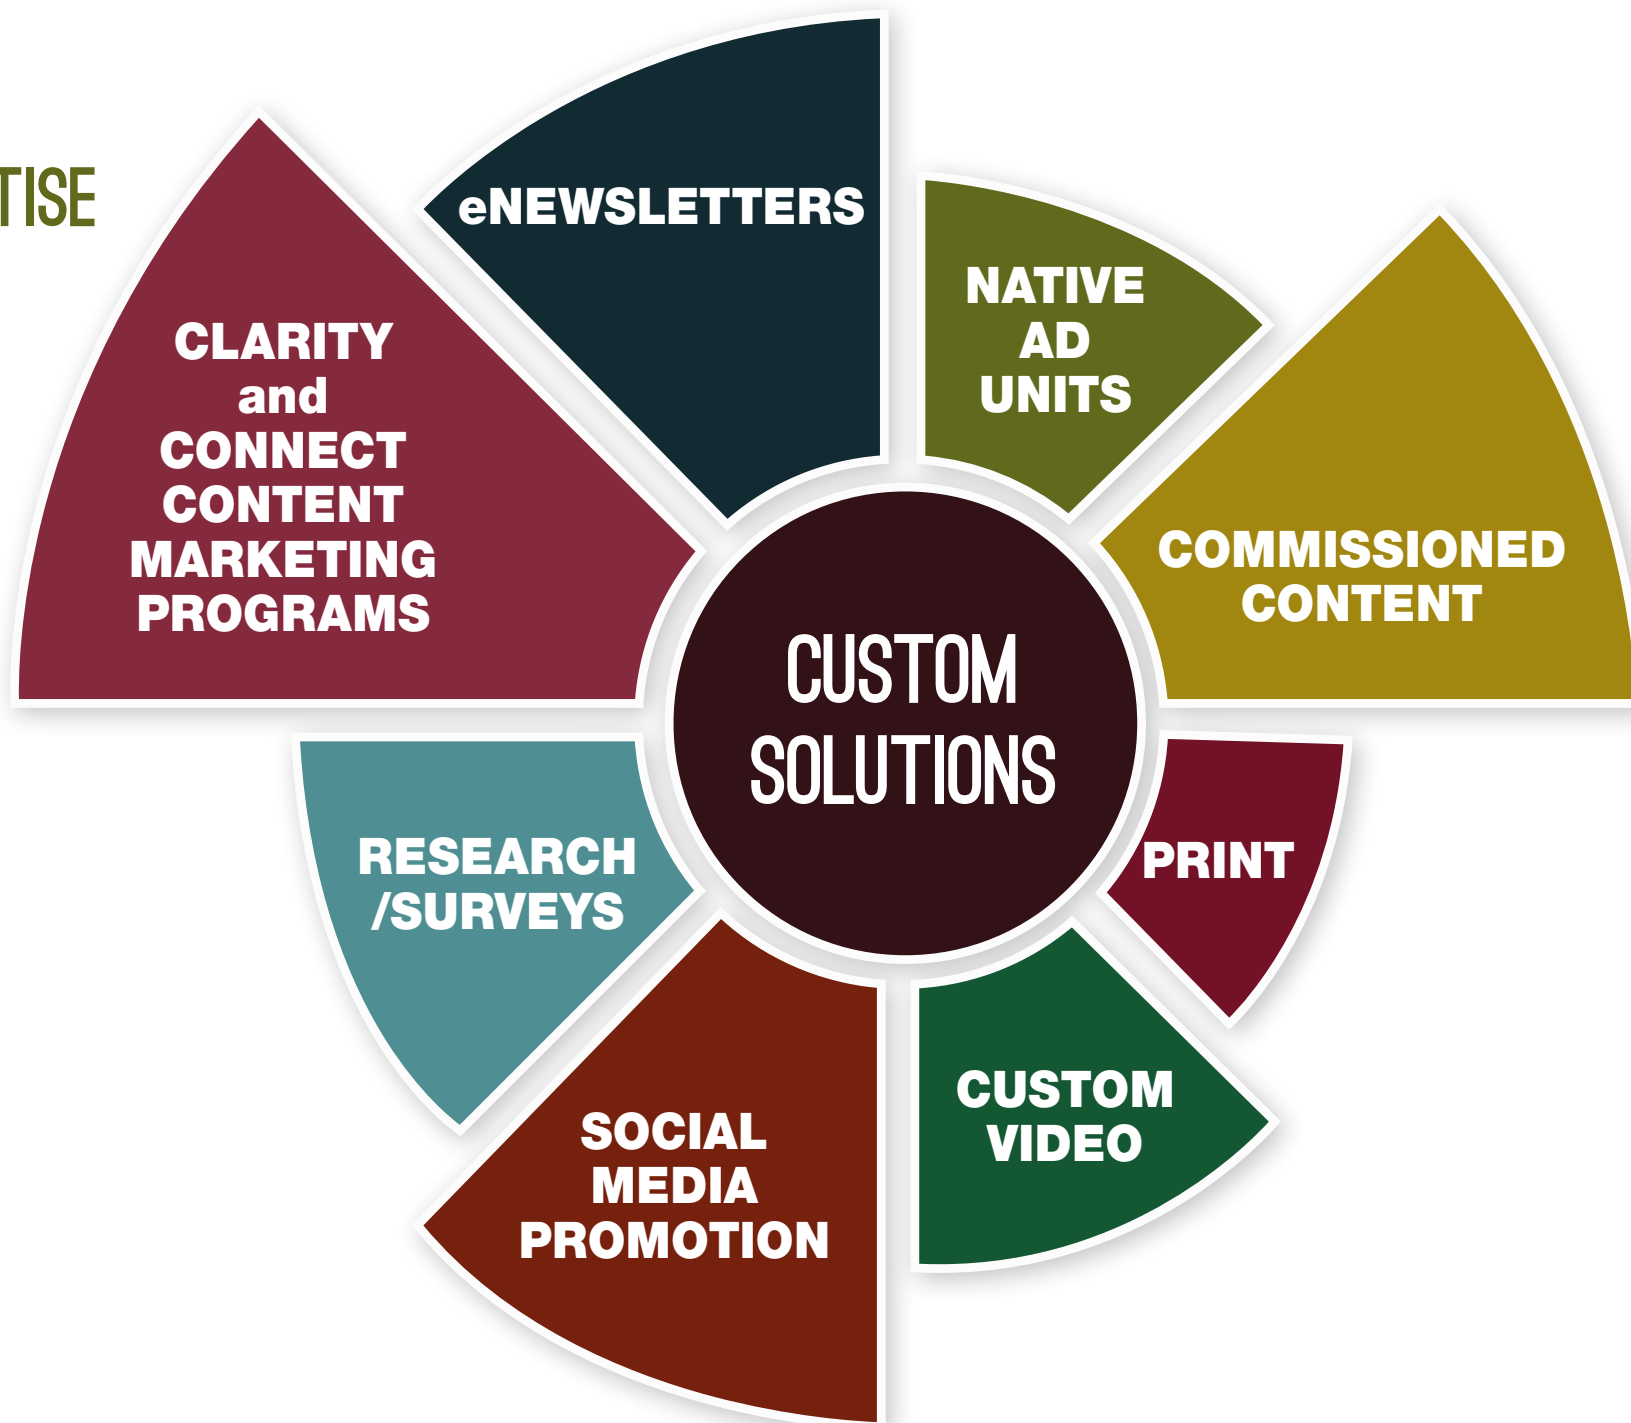 TISE
eNEWSLETTERS
NATIVE
AD
UNITS
CLARITY
and
CONNECT
CONTENT
MARKETING
PROGRAMS
COMMISSIONED
CONTENT
CUSTOM
SOLUTIONS
RESEARCH
/SURVEYS
PRINT
SOCIAL
MEDIA
PROMOTION
CUSTOM
VIDEO